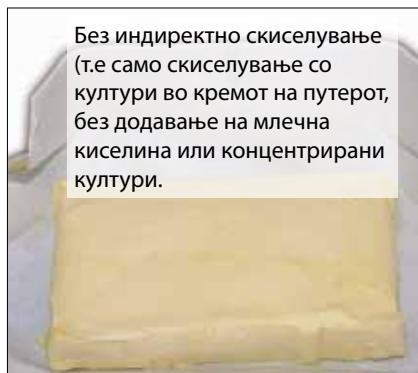 Без индиректно скиселување
(т.е само скиселување со
култури во кремот на путерот,
без додавање на млечна
киселина или концентрирани
култури.